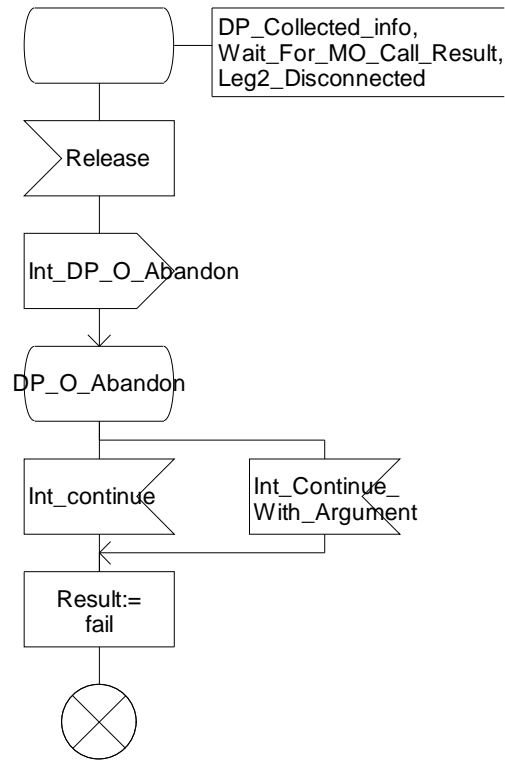 DP_Collected_info,
Wait_For_MO_Call_Result,
Leg2_Disconnected
Release
Int_DP_O_Abandon
DP_O_Abandon
Int_continue
Int_Continue_
With_Argument
Result:=
fail